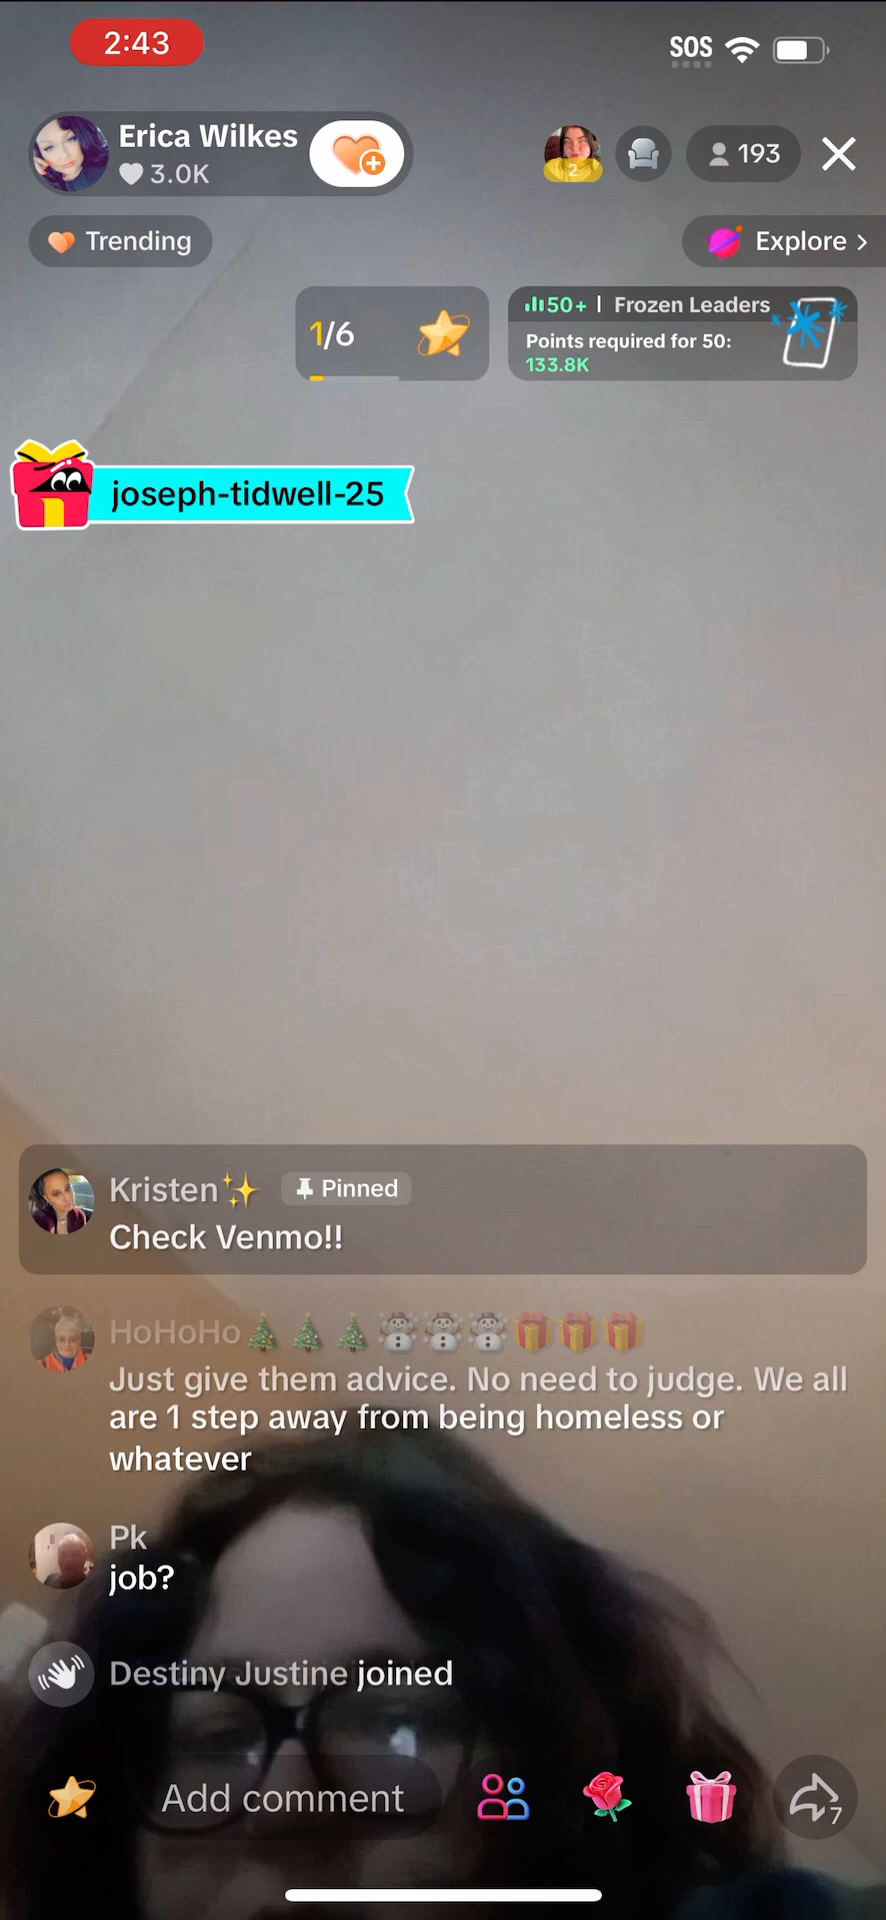 2:43
SOS
Erica Wilkes
3.0K
2
193
Trending
Explore >
1/6
50+ | Frozen Leaders
Points required for 50:
133.8K
joseph-tidwell-25
Kristen✨ Pinned
Check Venmo!!
HoHoHo🎄🎄🎄☃️☃️☃️🎁🎁🎁
Just give them advice. No need to judge. We all
are 1 step away from being homeless or
whatever
Pk
job?
Destiny Justine joined
Add comment
7